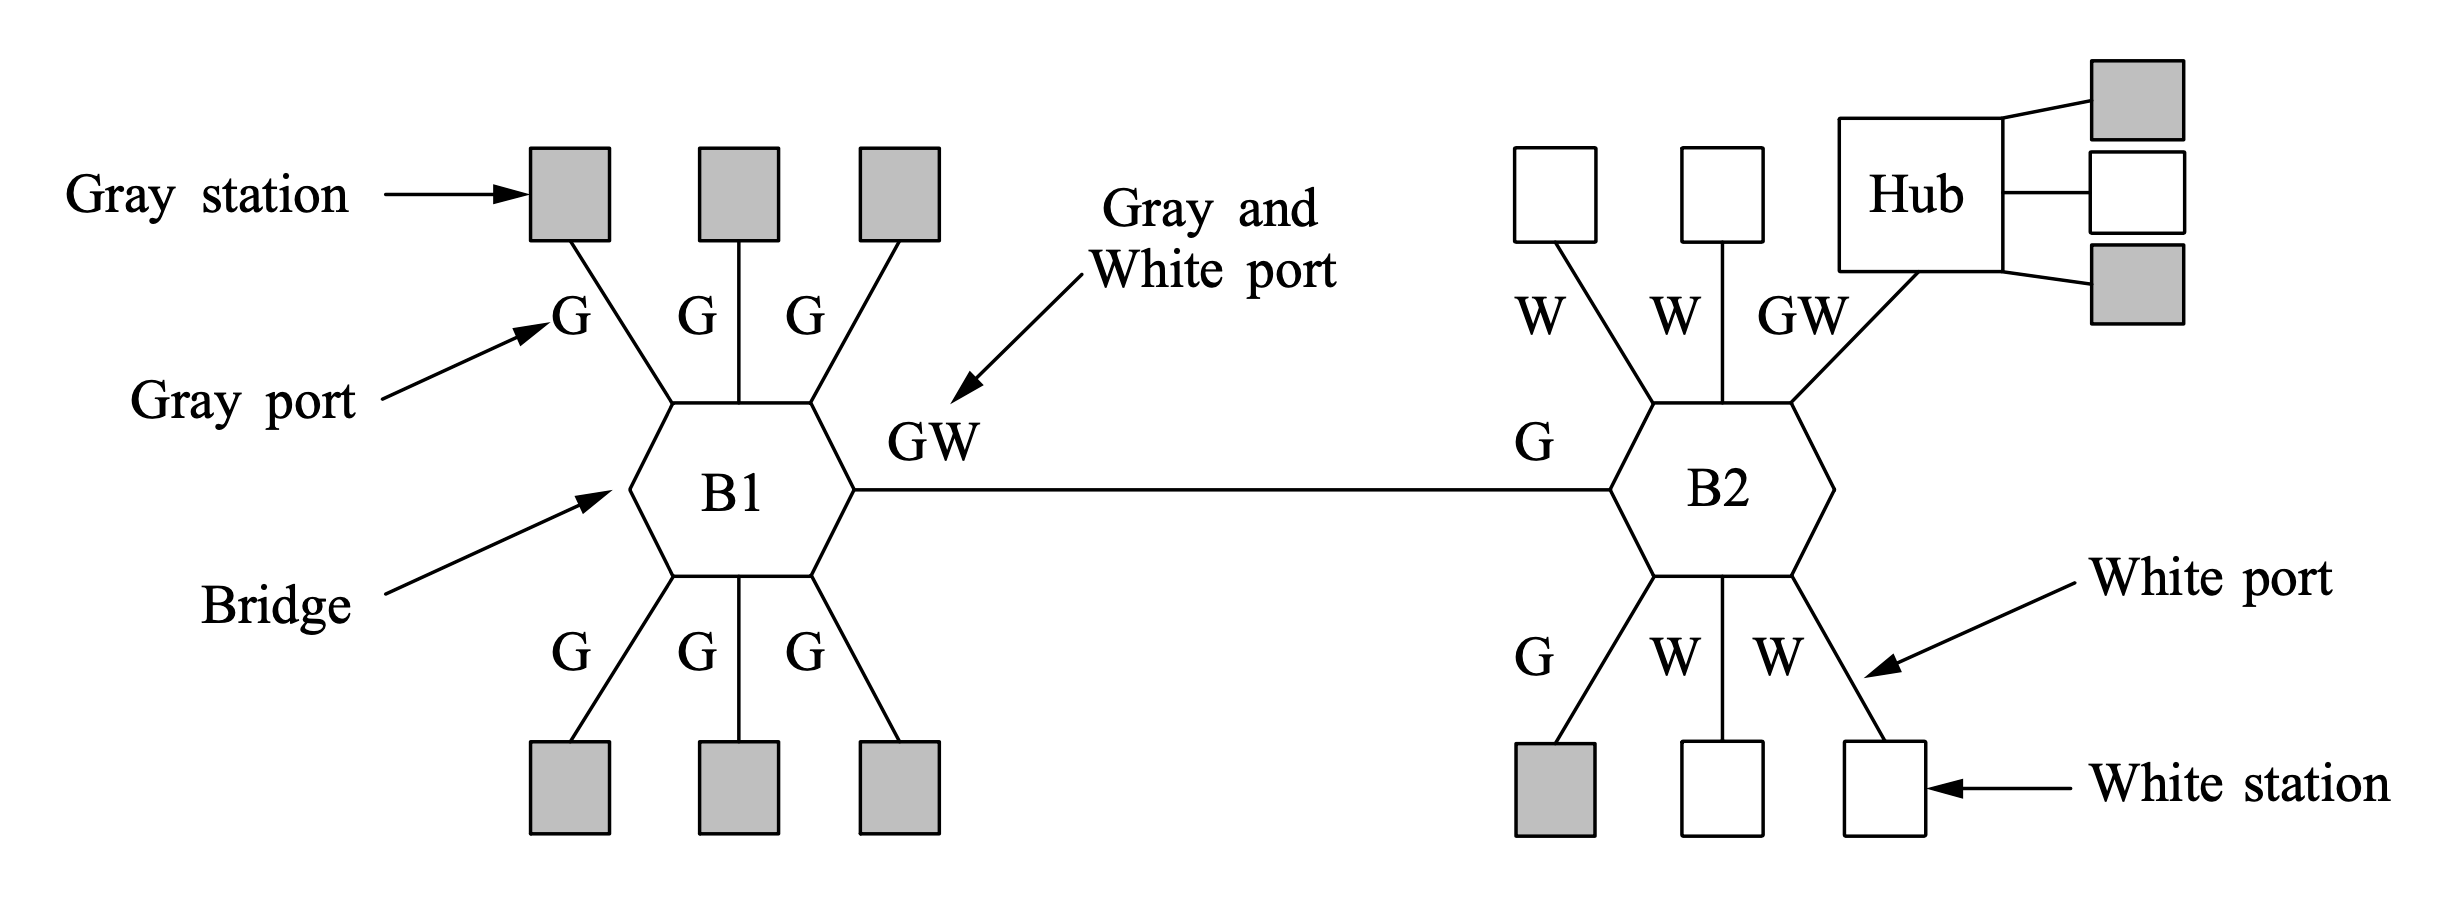 Gray station
Gray and
White port
Hub
G
G
G
W
W
GW
Gray port
GW
G
B1
B2
Bridge
White port
G
G
G
G
W
W
White station